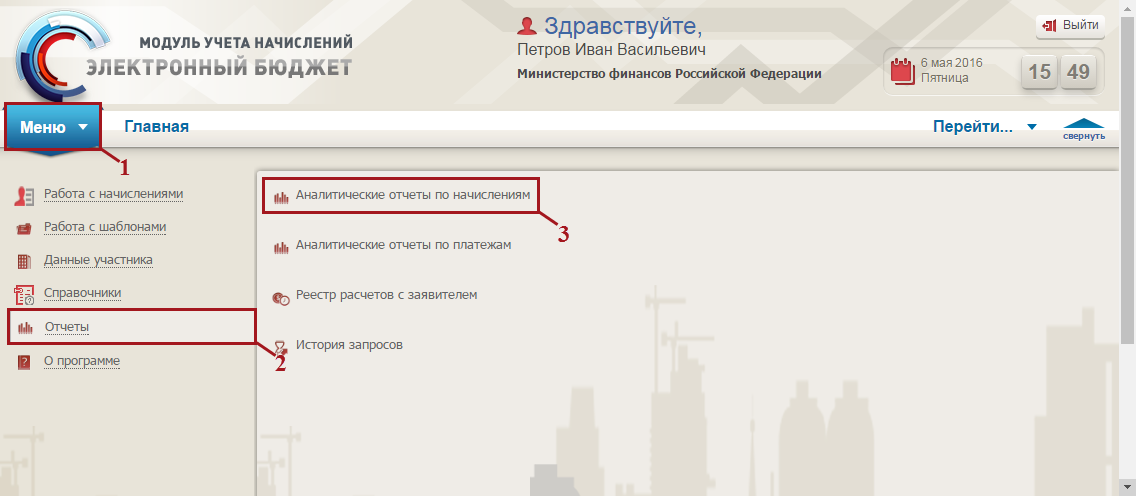 МОДУЛЬ УЧЕТА НАЧИСЛЕНИЙ
ЭЛЕКТРОННЫЙ БЮДЖЕТ
Здравствуйте,
Петров Иван Васильевич
Министерство финансов Российской Федерации
Выйти
6 мая 2016
Пятница
15 49
Меню
Главная
Перейти...
свернуть
1
Работа с начислениями
Работа с шаблонами
Данные участника
Справочники
Отчеты
2
О программе
Аналитические отчеты по начислениям
3
Аналитические отчеты по платежам
Реестр расчетов с заявителем
История запросов